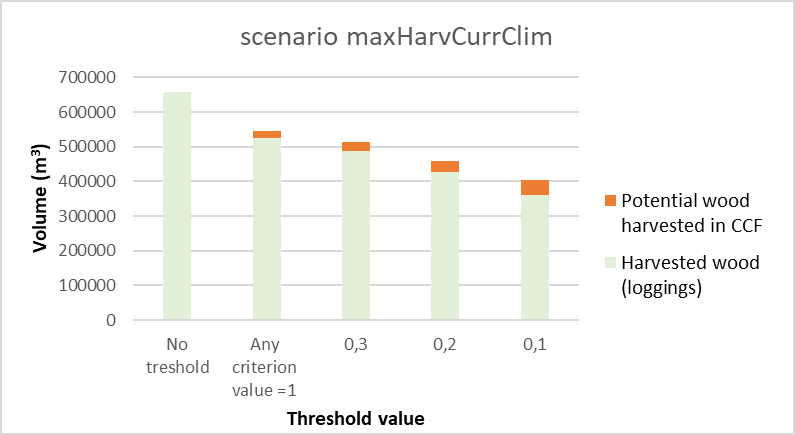 scenario maxHarvCurrClim
700000
600000
500000
400000
300000
200000
100000
0
Volume (m³)
No
treshold
Any
criterion
value =1
0,3
0,2
0,1
Threshold value
Potential wood
harvested in CCF
Harvested wood
(loggings)